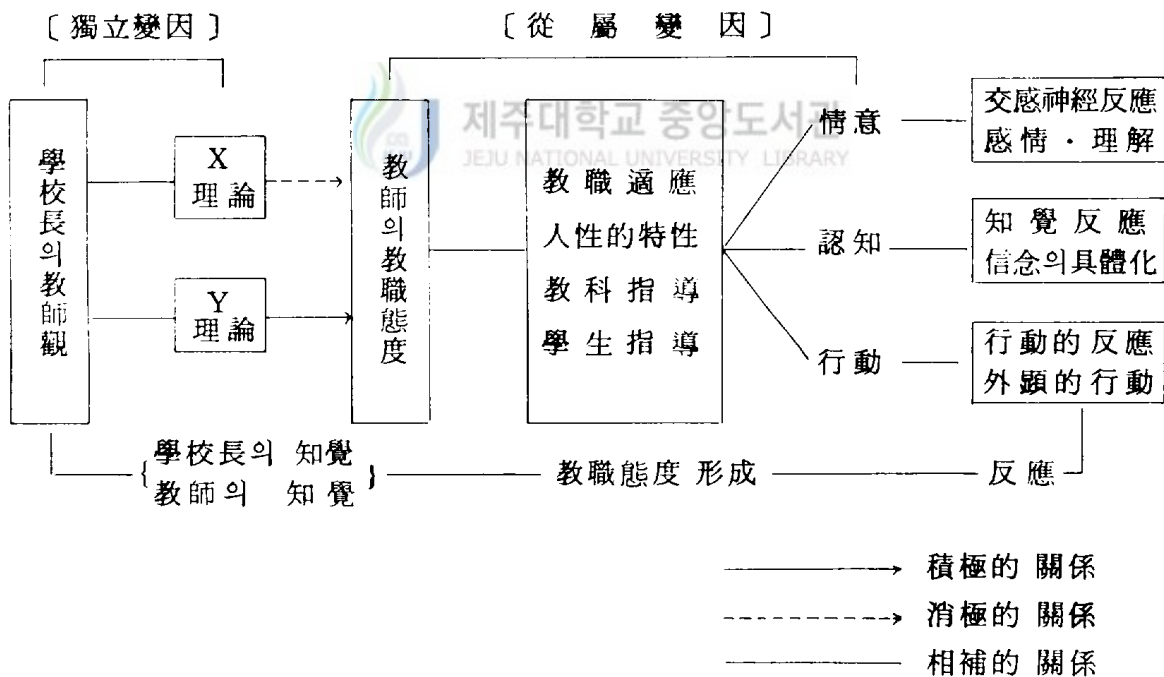 〔獨立變因〕
〔從屬變因〕
제주대학교 중앙도서관
JEJU NATIONAL UNIVERSITY LIBRARY
學校長의教師觀
X
理論
Y
理論
教師의教職態度
教職適應
人性的特性
教科指導
學生指導
情意
認知
行動
交感神經反應
感情·理解
知覺反應
信念의具體化
行動的反應
外顯的行動
{學校長의 知覺
教師의 知覺}
教職態度 形成
反應
積極的 關係
消極的 關係
相補的 關係